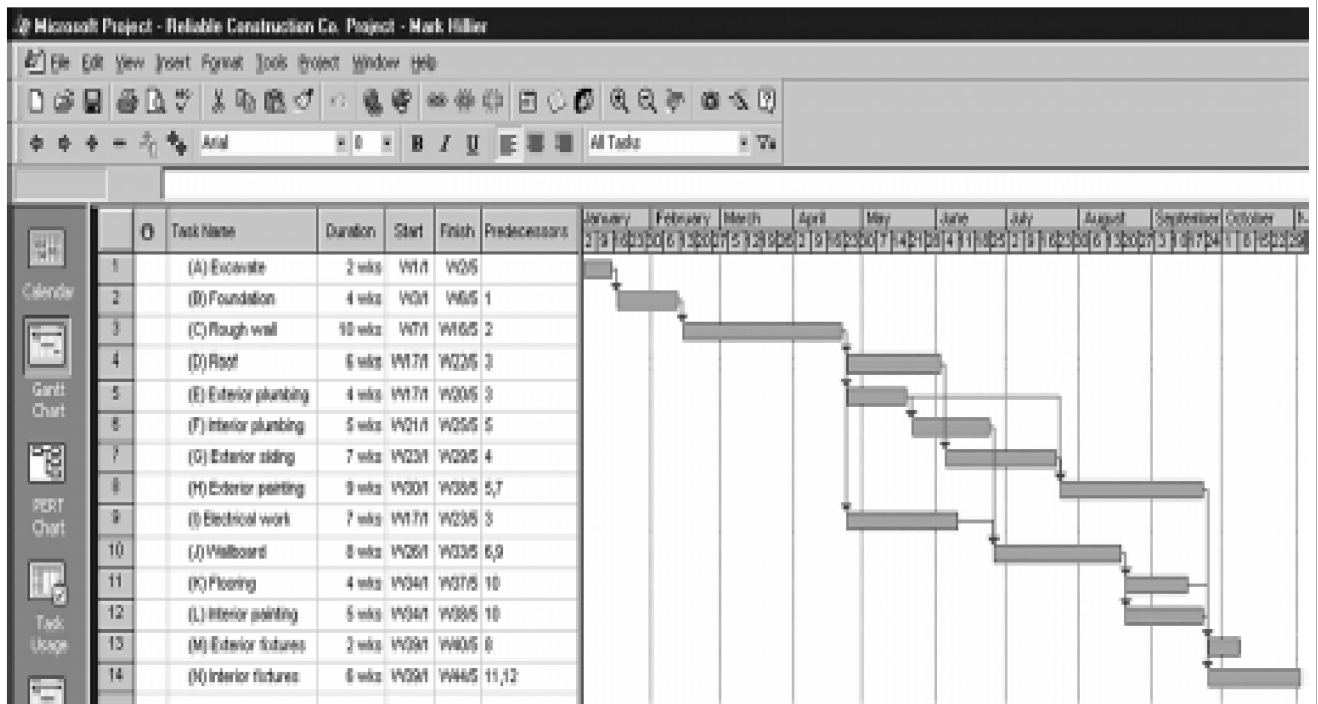 Microsoft Project - Reliable Construction Co. Project - Mark Hillier
File Edit View Insert Format Tools Project Window Help
Arial 8 B I U All Tasks
Task Name Duration Start Finish Predecessors January February March April May June July August September October
1 (A) Excavate 2 wks W1/1 W2/5
2 (B) Foundation 4 wks W3/1 W6/5 1
3 (C) Rough wall 10 wks W7/1 W16/5 2
4 (D) Roof 6 wks W17/1 W22/5 3
5 (E) Exterior plumbing 4 wks W17/1 W20/5 3
6 (F) Interior plumbing 5 wks W21/1 W25/5 5
7 (G) Exterior siding 7 wks W23/1 W29/5 4
8 (H) Exterior painting 9 wks W30/1 W38/5 5,7
9 (I) Electrical work 7 wks W17/1 W23/5 3
10 (J) Wallboard 8 wks W26/1 W33/5 6,9
11 (K) Flooring 4 wks W34/1 W37/5 10
12 (L) Interior painting 5 wks W34/1 W38/5 10
13 (M) Exterior fixtures 2 wks W39/1 W40/5 8
14 (N) Interior fixtures 6 wks W39/1 W44/5 11,12
Calendar
Gantt
Chart
PERT
Chart
Task
Usage